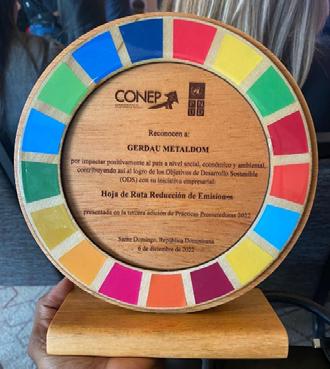 CONEP
PN
UD
Reconocen a:
GERDAU METALDOM
por impactar positivamente al país a nivel social, económico y ambiental,
contribuyendo así al logro de los Objetivos de Desarrollo Sostenible
(ODS) con su iniciativa empresarial:
Hoja de Ruta Reducción de Emisiones
presentada en la tercera edición de Prácticas Prometedoras 2022
Santo Domingo, República Dominicana
6 de diciembre de 2022